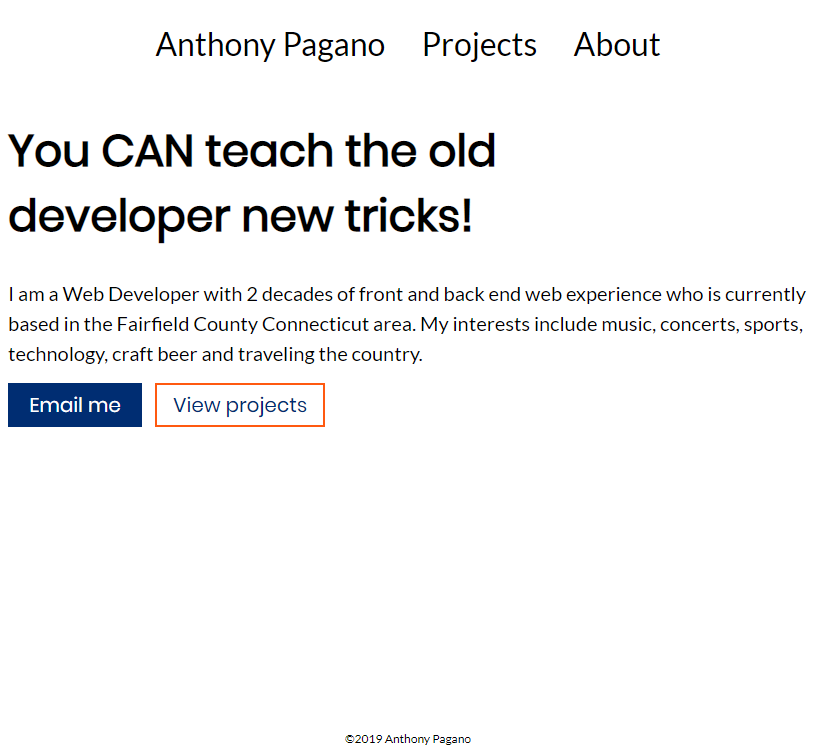 Anthony Pagano Projects About
You CAN teach the old
developer new tricks!
I am a Web Developer with 2 decades of front and back end web experience who is currently
based in the Fairfield County Connecticut area. My interests include music, concerts, sports,
technology, craft beer and traveling the country.
Email me View projects
©2019 Anthony Pagano